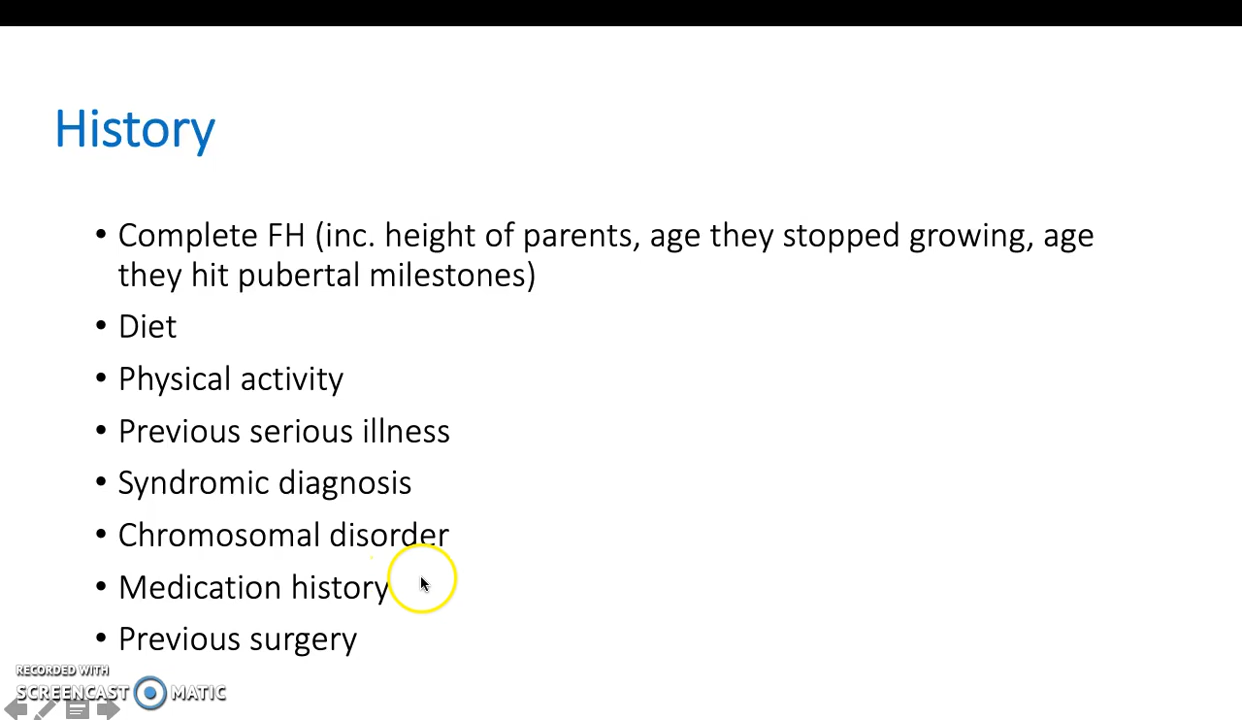 History
• Complete FH (inc. height of parents, age they stopped growing, age
they hit pubertal milestones)
• Diet
• Physical activity
• Previous serious illness
• Syndromic diagnosis
• Chromosomal disorder
• Medication history
• Previous surgery
RECORDED WITH
SCREENCAST MATIC